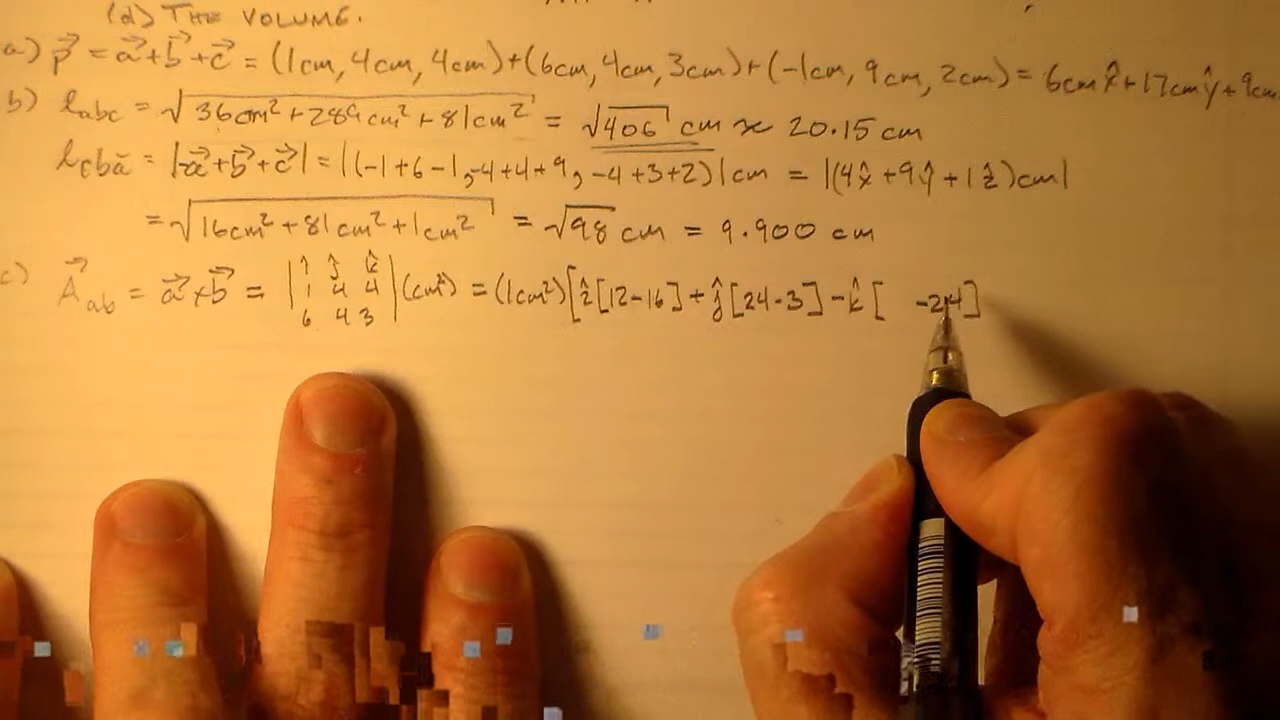 (d) THE VOLUME.
a) p⃗ = a⃗+b⃗+c⃗ = (1cm, 4cm, 4cm)+(6cm, 4cm, 3cm)+(-1cm, 9cm, 2cm) = 6cm x̂+17cm ŷ+9cm
b) l_abc = √(36cm²+289cm²+81cm²) = √406 cm ≈ 20.15 cm
l_cbā = |-a⃗+b⃗+c⃗| = |(-1+6-1, -4+4+9, -4+3+2)|cm = |(4x̂+9ŷ+1ẑ)cm|
= √(16cm²+81cm²+1cm²) = √98 cm = 9.900 cm
c) A⃗_ab = a⃗×b⃗ = |î ĵ k̂; 1 4 4; 6 4 3|(cm²) = (1cm²)[î[12-16]+ĵ[24-3]-k̂[ -24]